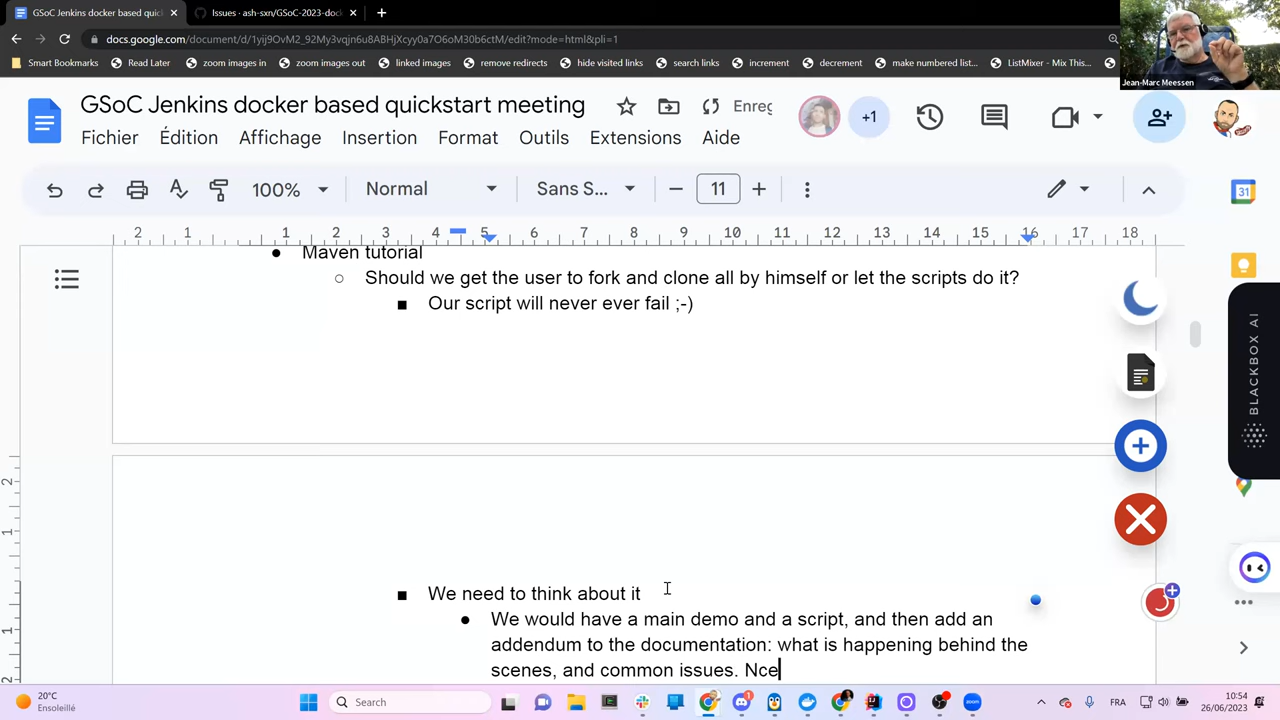 GSoC Jenkins docker based quick
Issues · ash-sxn/GSoC-2023-dock
docs.google.com/document/d/1yij9OvM2_92My3vqjn6u8ABHjXcyy0a7O6oM30b6ctM/edit?mode=html&pli=1
Smart Bookmarks
Read Later
zoom images in
zoom images out
linked images
remove redirects
hide visited links
search links
increment
decrement
make numbered list...
ListMixer - Mix This...
Jean-Marc Meessen
GSoC Jenkins docker based quickstart meeting
Enreg
+1
Fichier
Édition
Affichage
Insertion
Format
Outils
Extensions
Aide
100%
Normal
Sans S...
11
31
2 1 1 2 3 4 5 6 7 8 9 10 11 12 13 14 15 16 17 18
Maven tutorial
Should we get the user to fork and clone all by himself or let the scripts do it?
Our script will never ever fail ;-)
BLACKBOX AI
2
1
1
2
We need to think about it
We would have a main demo and a script, and then add an
addendum to the documentation: what is happening behind the
scenes, and common issues. Nce
20°C
Ensoleillé
Search
FRA
10:54
26/06/2023